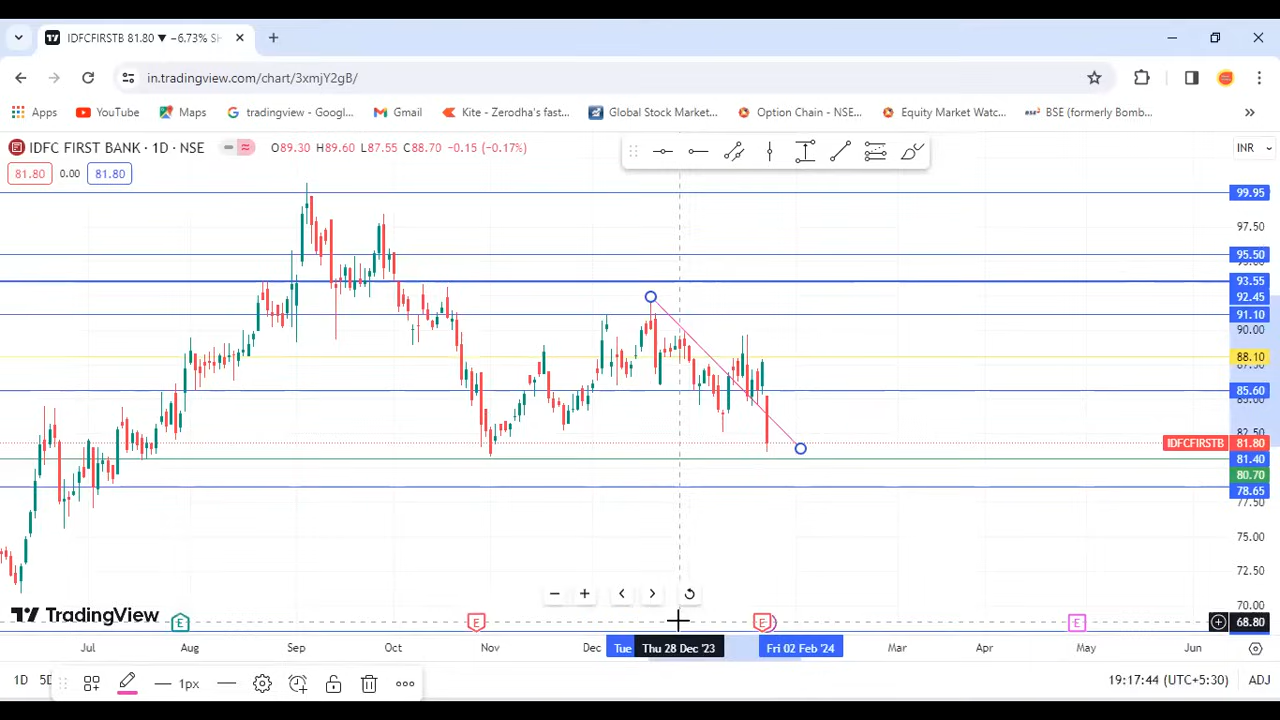 IDFCFIRSTB 81.80 ▼ −6.73% SH
in.tradingview.com/chart/3xmjY2gB/
Apps YouTube Maps tradingview - Googl... Gmail Kite - Zerodha's fast... Global Stock Market... Option Chain - NSE... Equity Market Watc... BSE (formerly Bomb...
IDFC FIRST BANK · 1D · NSE O89.30 H89.60 L87.55 C88.70 −0.15 (−0.17%) INR
81.80 0.00 81.80
99.95
97.50
95.50
93.55
92.45
91.10
90.00
88.10
85.60
82.50
IDFCFIRSTB 81.80
81.40
80.70
78.65
77.50
75.00
72.50
70.00
TradingView
E E E E 68.80
Jul Aug Sep Oct Nov Dec Tue Thu 28 Dec '23 Fri 02 Feb '24 Mar Apr May Jun
1D 5D 1px 19:17:44 (UTC+5:30) ADJ